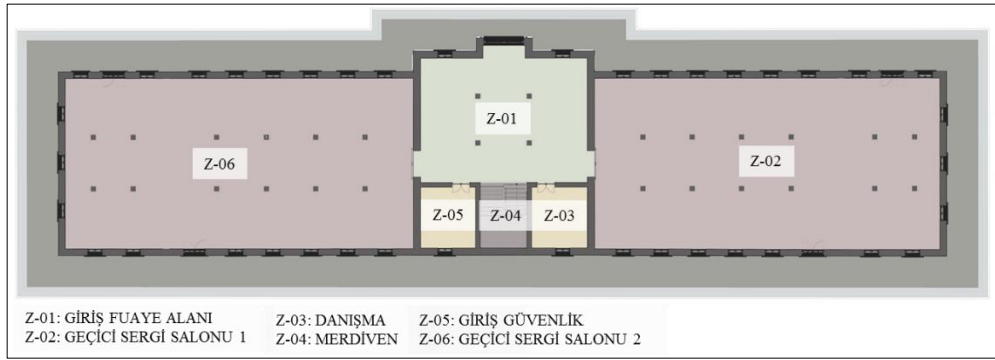 Z-01
Z-06
Z-02
Z-05
Z-04
Z-03
Z-01: GİRİŞ FUAYE ALANI
Z-02: GEÇİCİ SERGİ SALONU 1
Z-03: DANIŞMA
Z-04: MERDİVEN
Z-05: GİRİŞ GÜVENLİK
Z-06: GEÇİCİ SERGİ SALONU 2